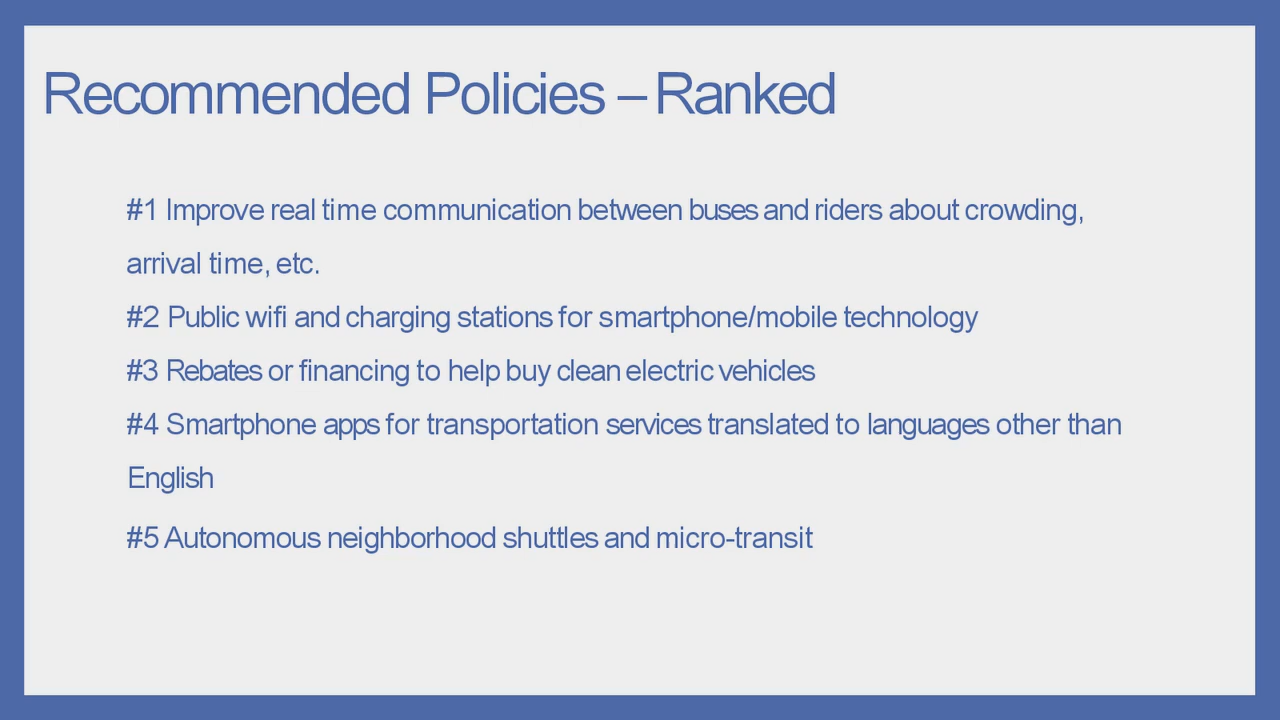 Recommended Policies – Ranked
#1 Improve real time communication between buses and riders about crowding,
arrival time, etc.
#2 Public wifi and charging stations for smartphone/mobile technology
#3 Rebates or financing to help buy clean electric vehicles
#4 Smartphone apps for transportation services translated to languages other than
English
#5 Autonomous neighborhood shuttles and micro-transit